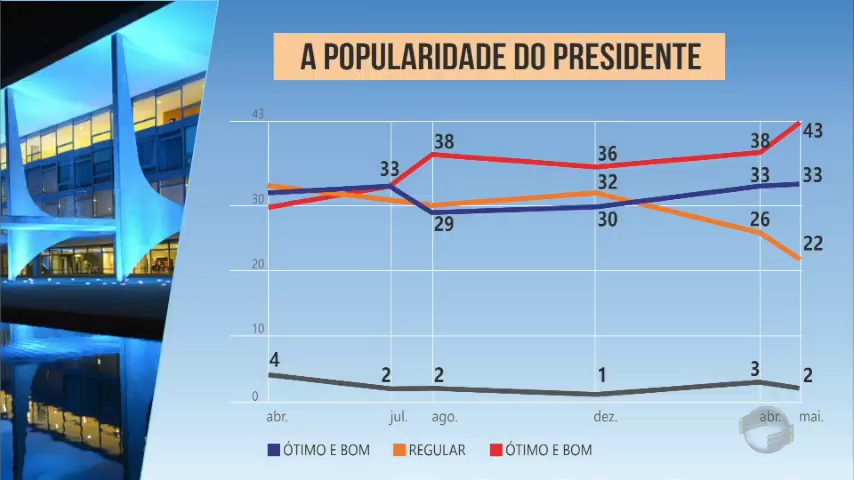 A POPULARIDADE DO PRESIDENTE
43
43
38
38
36
33
33
33
32
30
30
29
26
22
20
10
4
2
2
1
3
2
0
abr.
jul.
ago.
dez.
abr.
mai.
ÓTIMO E BOM
REGULAR
ÓTIMO E BOM